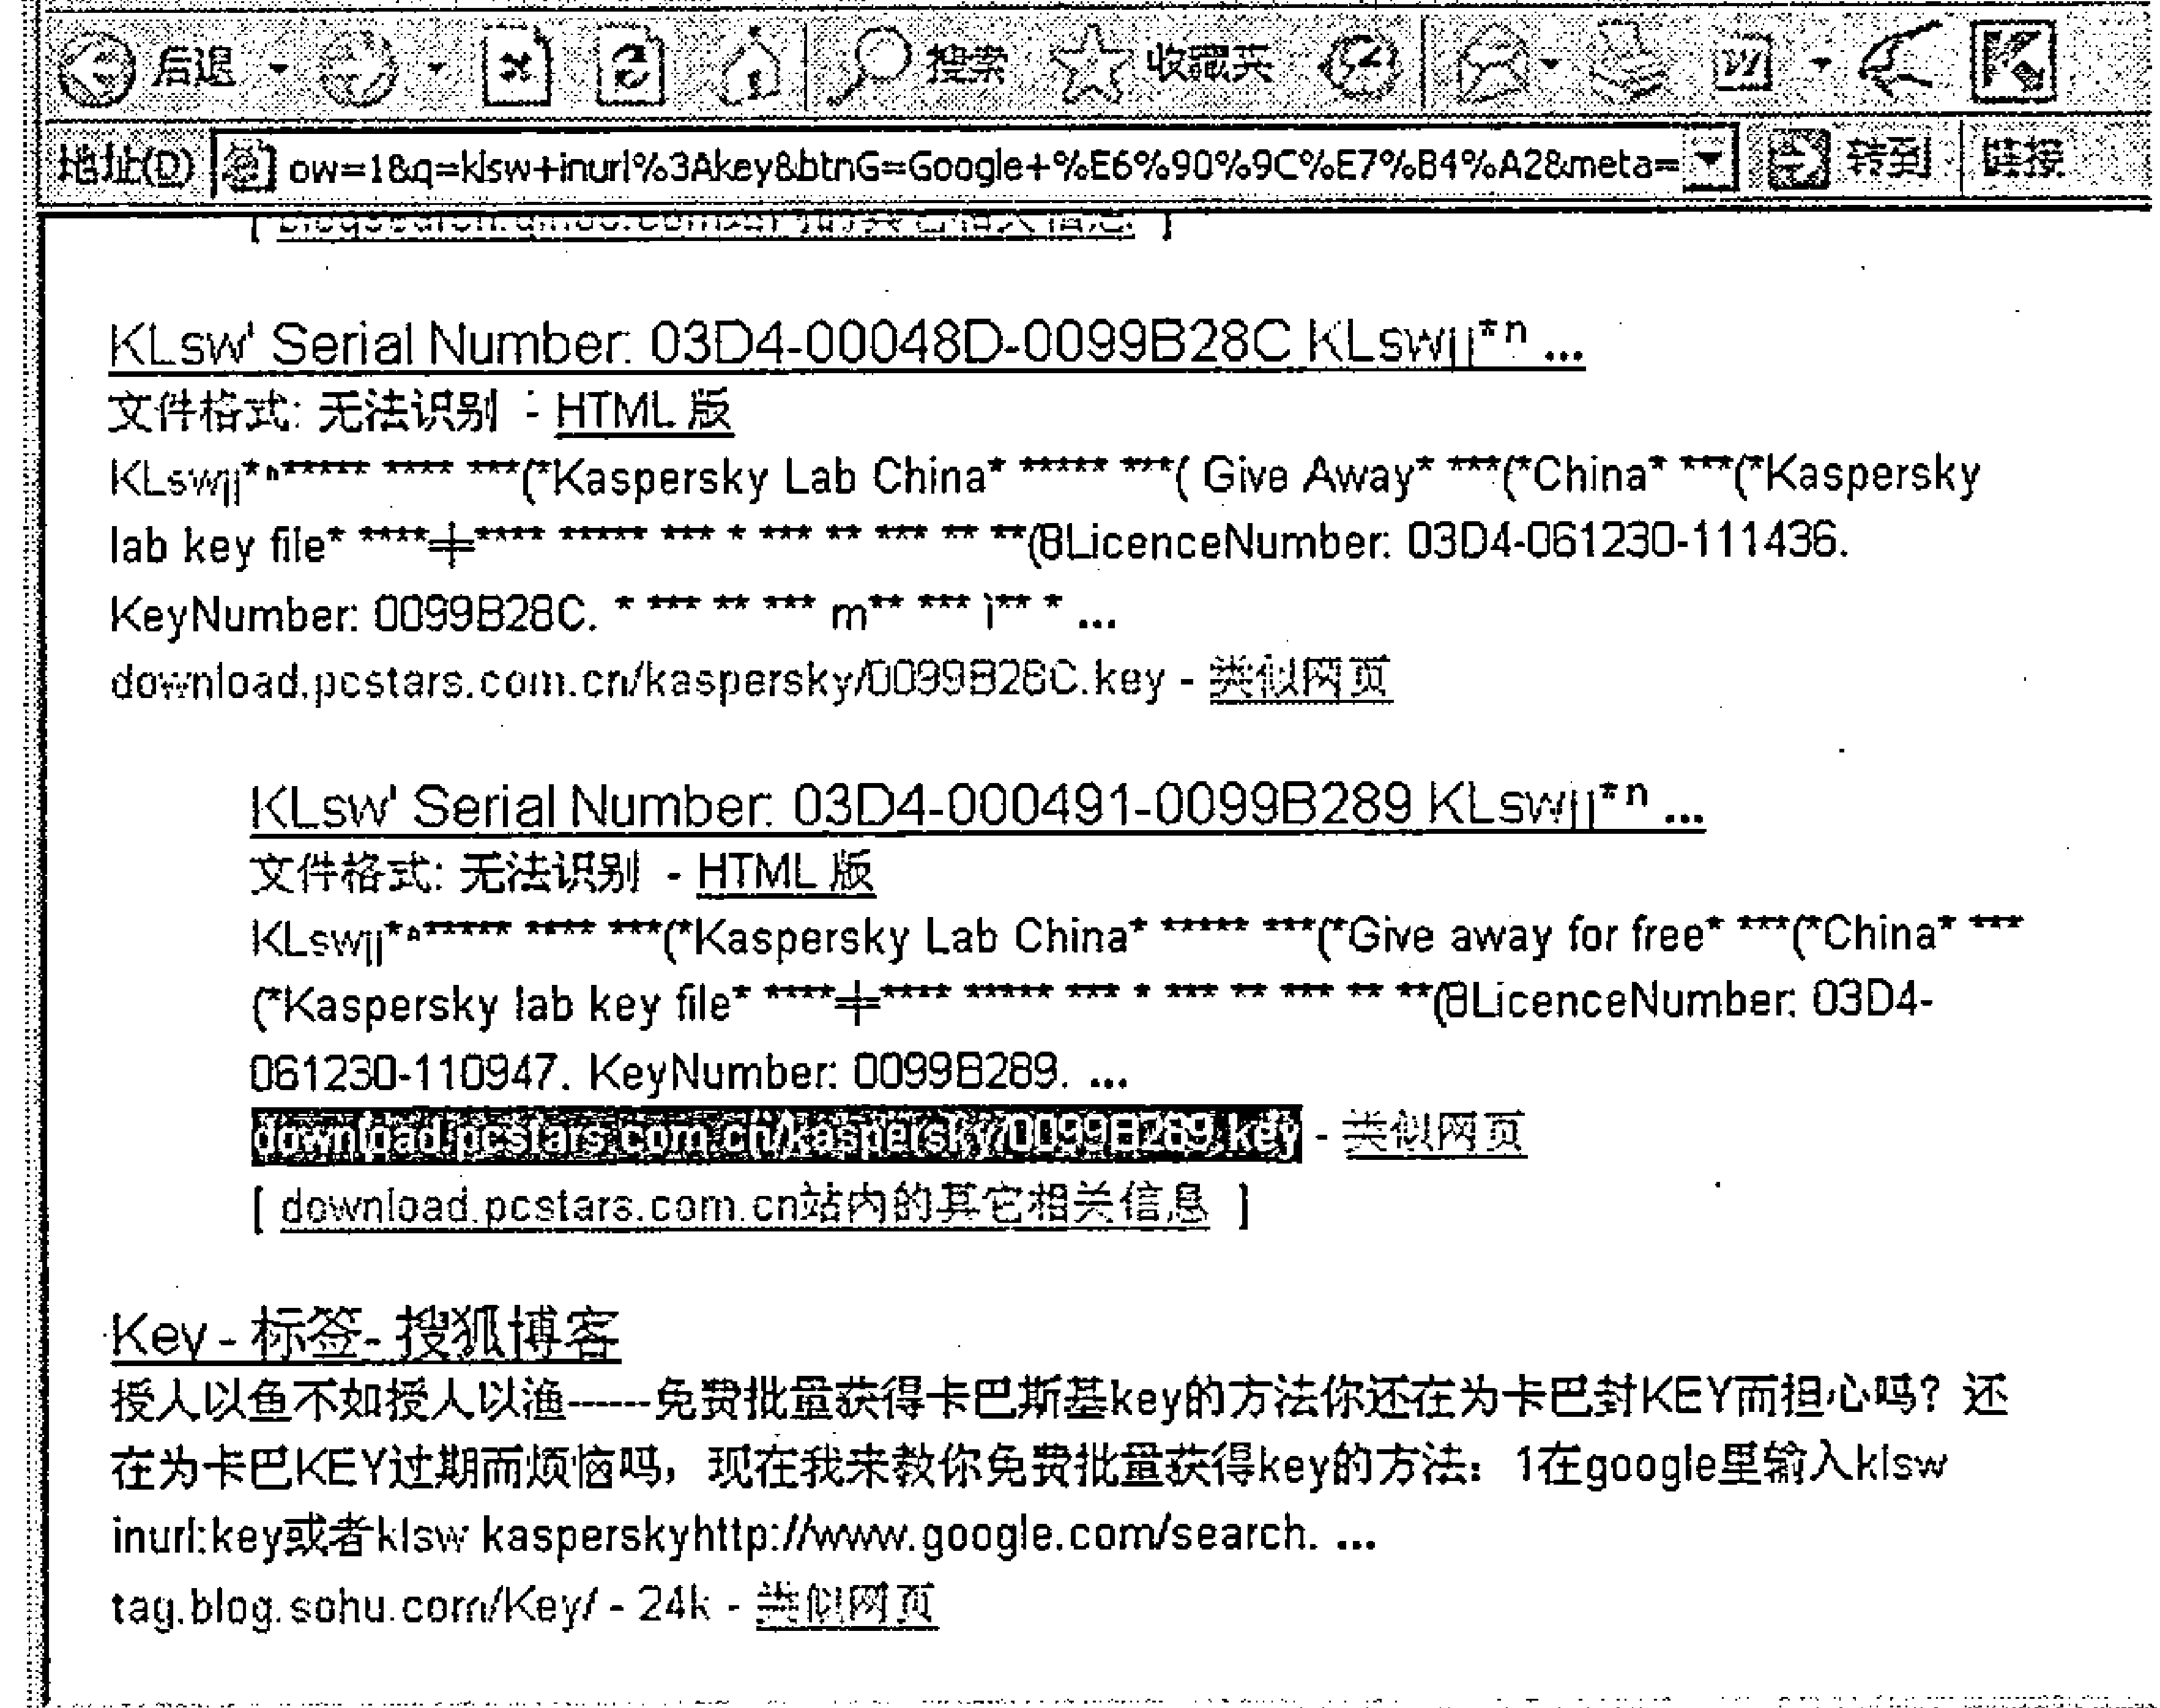 后退 搜索 收藏夹
地址(D) ow=1&q=klsw+inurl%3Akey&btnG=Google+%E6%90%9C%E7%B4%A2&meta= 转到 链接
KLsw' Serial Number: 03D4-00048D-0099B28C KLswjj*n ...
文件格式: 无法识别 - HTML 版
KLswjj*n***** **** ***(*Kaspersky Lab China* ***** ***( Give Away* ***(*China* ***(*Kaspersky
lab key file* ****╪**** ***** *** * *** ** *** ** **(8LicenceNumber: 03D4-061230-111436.
KeyNumber: 0099B28C. * *** ** *** m** *** i** * ...
download.pcstars.com.cn/kaspersky/0099B28C.key - 类似网页
KLsw' Serial Number: 03D4-000491-0099B289 KLswjj*n ...
文件格式: 无法识别 - HTML 版
KLswjj*^***** **** ***(*Kaspersky Lab China* ***** ***(*Give away for free* ***(*China* ***
(*Kaspersky lab key file* ****╪**** ***** *** * *** ** *** ** **(8LicenceNumber: 03D4-
061230-110947. KeyNumber: 0099B289. ...
download.pcstars.com.cn/kaspersky/0099B289.key - 类似网页
[ download.pcstars.com.cn站内的其它相关信息 ]
Key - 标签- 搜狐博客
授人以鱼不如授人以渔------免费批量获得卡巴斯基key的方法你还在为卡巴封KEY而担心吗？还
在为卡巴KEY过期而烦恼吗，现在我来教你免费批量获得key的方法：1在google里输入klsw
inurl:key或者klsw kasperskyhttp://www.google.com/search. ...
tag.blog.sohu.com/Key/ - 24k - 类似网页